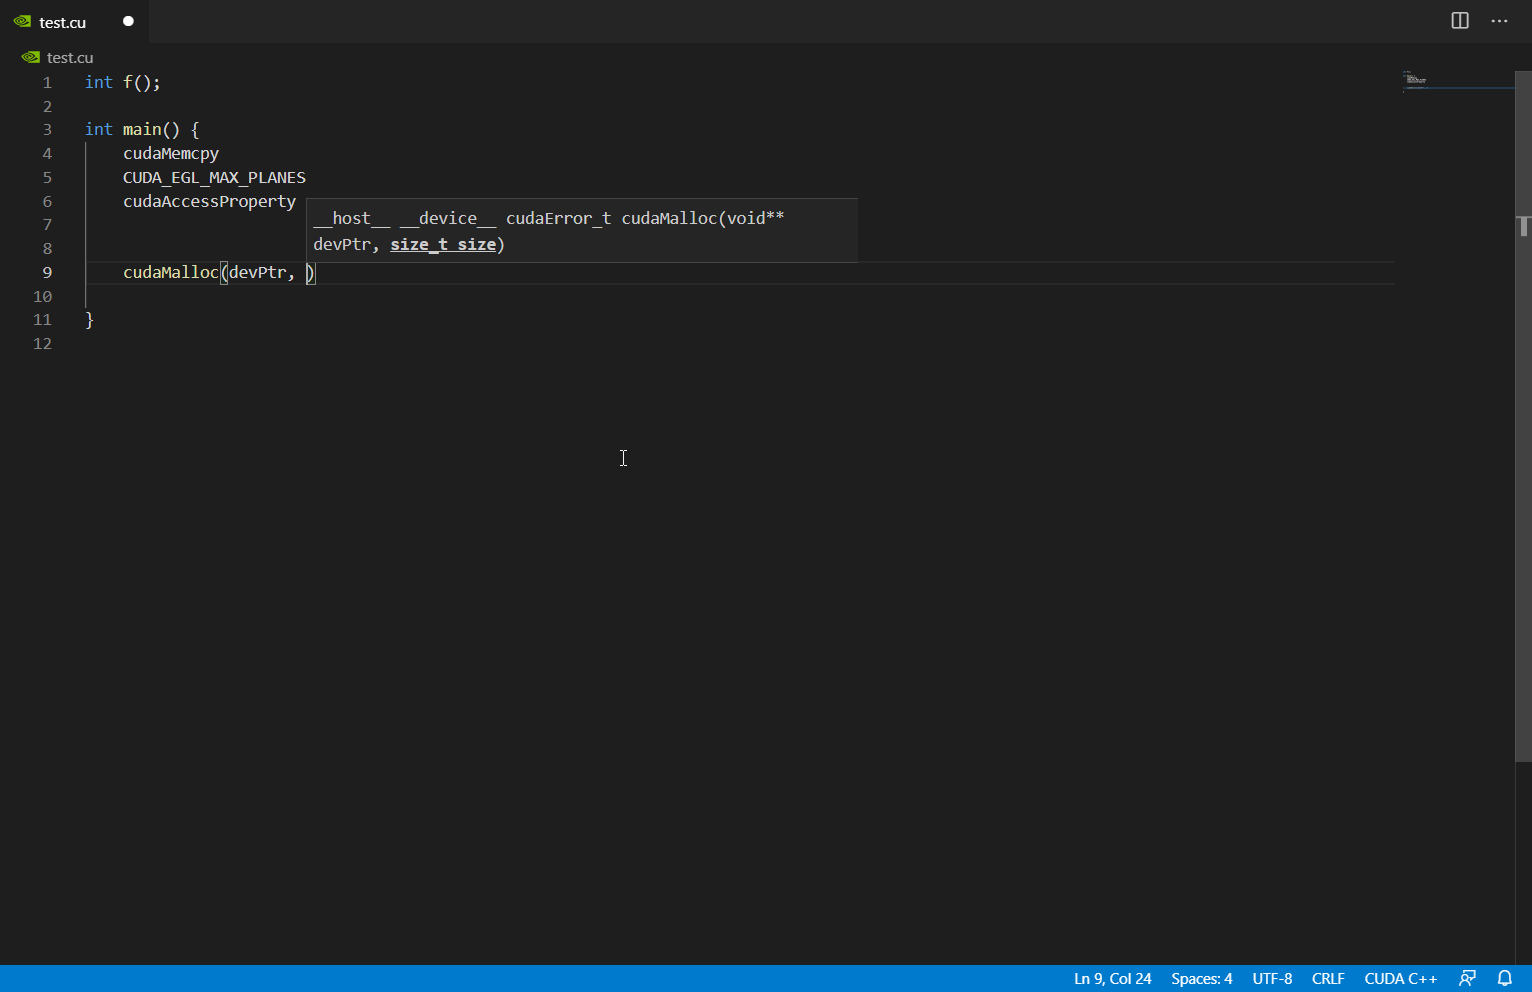 test.cu
test.cu
1 int f();
2
3 int main() {
4 cudaMemcpy
5 CUDA_EGL_MAX_PLANES
6 cudaAccessProperty
__host__ __device__ cudaError_t cudaMalloc(void**
7
devPtr, size_t size)
8
9 cudaMalloc(devPtr, )
10
11 }
12
Ln 9, Col 24 Spaces: 4 UTF-8 CRLF CUDA C++